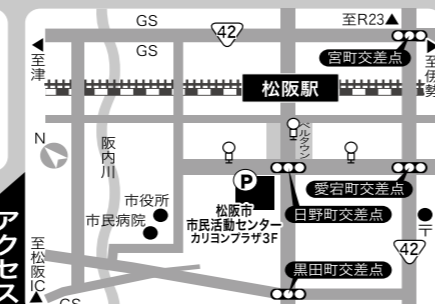 GS
42
至R23▲
GS
◀至津
宮町交差点
▶至伊勢
松阪駅
N
阪内川
ベルタウン
P
愛宕町交差点
市役所
市民病院
松阪市
市民活動センター
カリヨンプラザ3F
日野町交差点
〒
アクセス
至松阪IC▲
42
黒田町交差点
GS